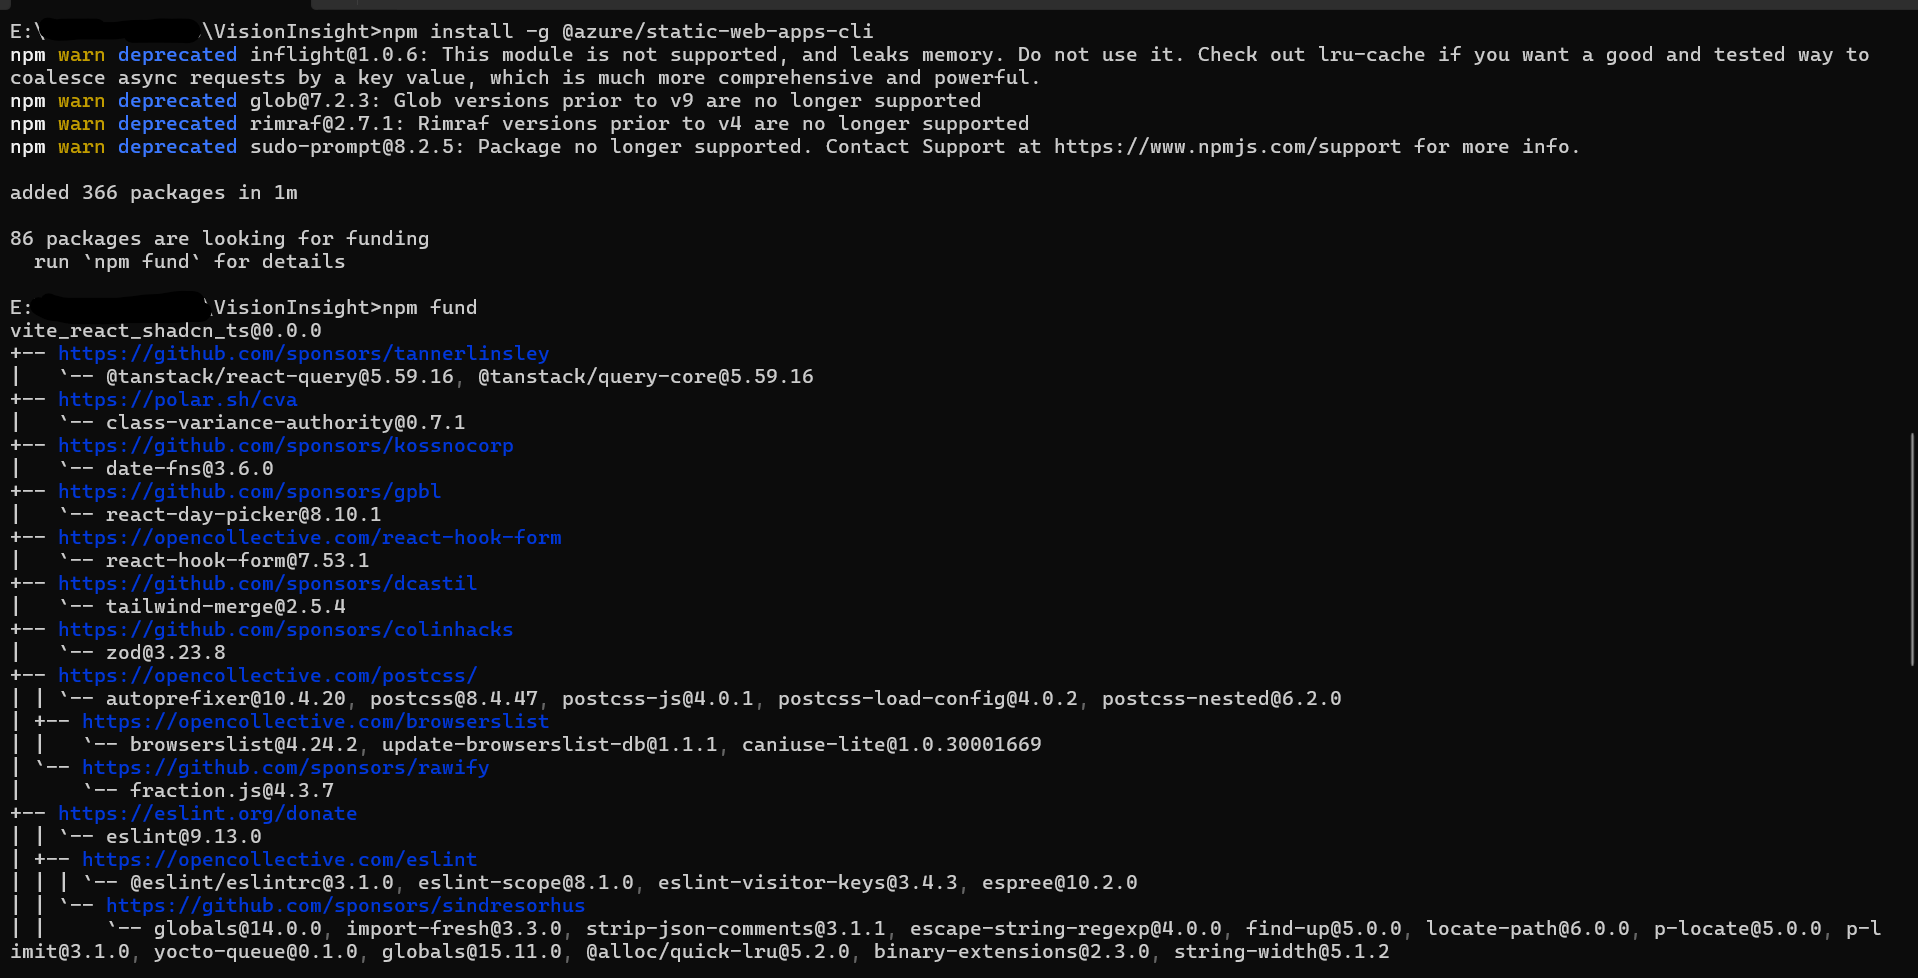 E:\ \VisionInsight>npm install -g @azure/static-web-apps-cli
npm warn deprecated inflight@1.0.6: This module is not supported, and leaks memory. Do not use it. Check out lru-cache if you want a good and tested way to
coalesce async requests by a key value, which is much more comprehensive and powerful.
npm warn deprecated glob@7.2.3: Glob versions prior to v9 are no longer supported
npm warn deprecated rimraf@2.7.1: Rimraf versions prior to v4 are no longer supported
npm warn deprecated sudo-prompt@8.2.5: Package no longer supported. Contact Support at https://www.npmjs.com/support for more info.
added 366 packages in 1m
86 packages are looking for funding
  run `npm fund` for details
E: \VisionInsight>npm fund
vite_react_shadcn_ts@0.0.0
+-- https://github.com/sponsors/tannerlinsley
|   `-- @tanstack/react-query@5.59.16, @tanstack/query-core@5.59.16
+-- https://polar.sh/cva
|   `-- class-variance-authority@0.7.1
+-- https://github.com/sponsors/kossnocorp
|   `-- date-fns@3.6.0
+-- https://github.com/sponsors/gpbl
|   `-- react-day-picker@8.10.1
+-- https://opencollective.com/react-hook-form
|   `-- react-hook-form@7.53.1
+-- https://github.com/sponsors/dcastil
|   `-- tailwind-merge@2.5.4
+-- https://github.com/sponsors/colinhacks
|   `-- zod@3.23.8
+-- https://opencollective.com/postcss/
| | `-- autoprefixer@10.4.20, postcss@8.4.47, postcss-js@4.0.1, postcss-load-config@4.0.2, postcss-nested@6.2.0
| +-- https://opencollective.com/browserslist
| |   `-- browserslist@4.24.2, update-browserslist-db@1.1.1, caniuse-lite@1.0.30001669
| `-- https://github.com/sponsors/rawify
|     `-- fraction.js@4.3.7
+-- https://eslint.org/donate
| | `-- eslint@9.13.0
| +-- https://opencollective.com/eslint
| | | `-- @eslint/eslintrc@3.1.0, eslint-scope@8.1.0, eslint-visitor-keys@3.4.3, espree@10.2.0
| | `-- https://github.com/sponsors/sindresorhus
| |     `-- globals@14.0.0, import-fresh@3.3.0, strip-json-comments@3.1.1, escape-string-regexp@4.0.0, find-up@5.0.0, locate-path@6.0.0, p-locate@5.0.0, p-l
imit@3.1.0, yocto-queue@0.1.0, globals@15.11.0, @alloc/quick-lru@5.2.0, binary-extensions@2.3.0, string-width@5.1.2